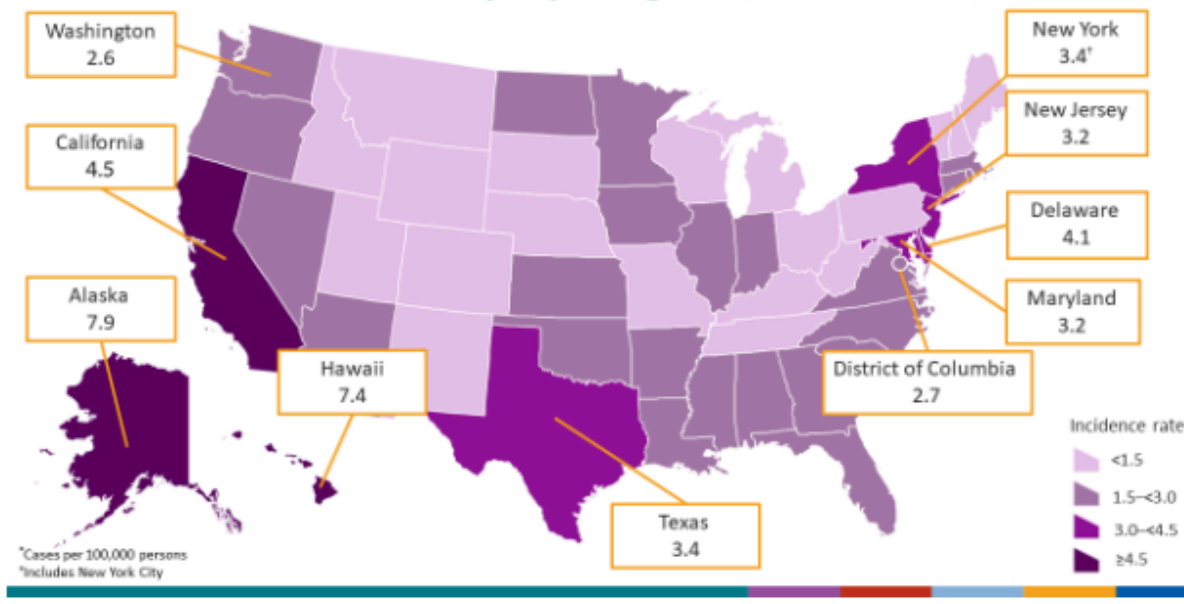 Washington
2.6
California
4.5
Alaska
7.9
Hawaii
7.4
Texas
3.4
New York
3.4†
New Jersey
3.2
Delaware
4.1
Maryland
3.2
District of Columbia
2.7
Incidence rate
<1.5
1.5–<3.0
3.0–<4.5
≥4.5
*Cases per 100,000 persons
†Includes New York City